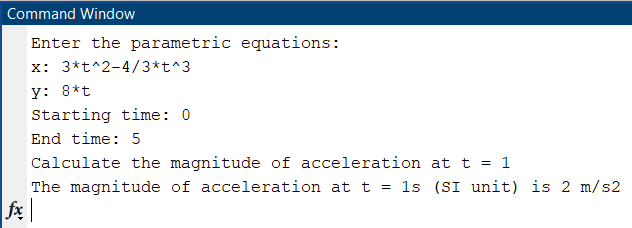 Command Window
Enter the parametric equations:
x: 3*t^2-4/3*t^3
y: 8*t
Starting time: 0
End time: 5
Calculate the magnitude of acceleration at t = 1
The magnitude of acceleration at t = 1s (SI unit) is 2 m/s2
fx